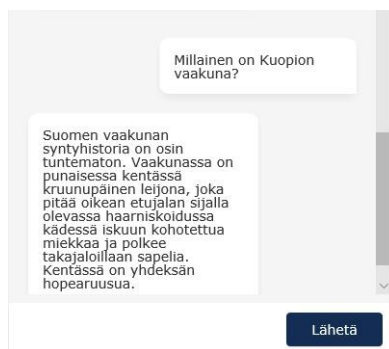 Millainen on Kuopion
vaakuna?
Suomen vaakunan
syntyhistoria on osin
tuntematon. Vaakunassa on
punaisessa kentässä
kruunupäinen leijona, joka
pitää oikean etujalan sijalla
olevassa haarniskoidussa
kädessä iskuun kohotettua
miekkaa ja polkee
takajaloillaan sapelia.
Kentässä on yhdeksän
hopearuusua.
Lähetä